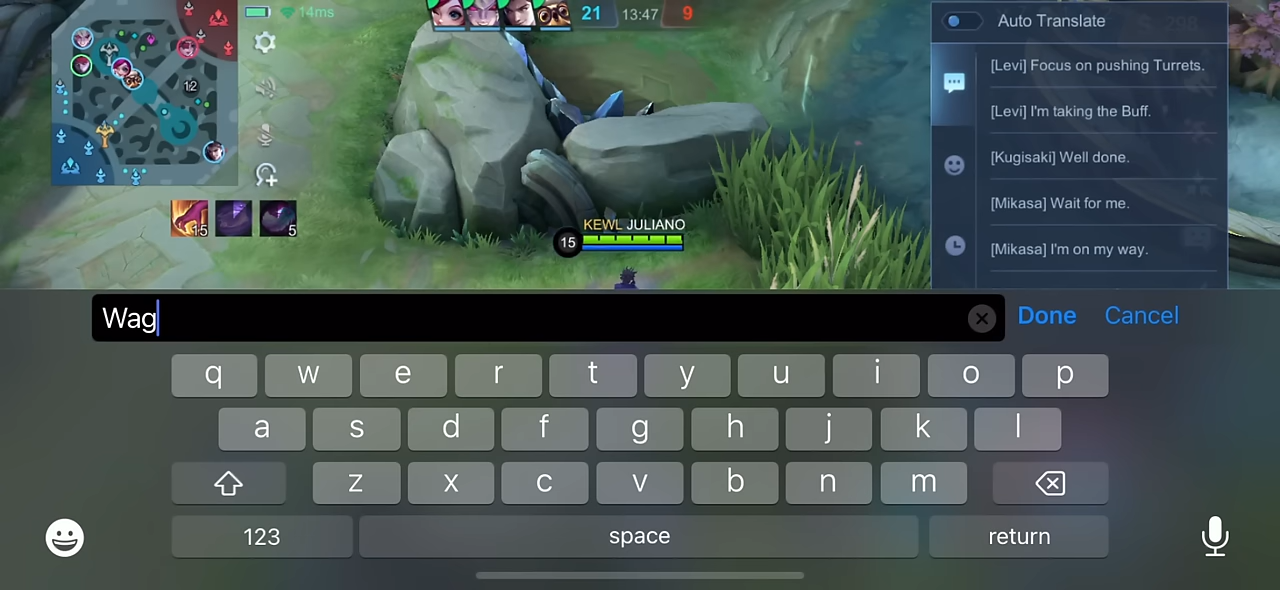 14ms
21 13:47 9
Auto Translate
[Levi] Focus on pushing Turrets.
[Levi] I'm taking the Buff.
[Kugisaki] Well done.
[Mikasa] Wait for me.
[Mikasa] I'm on my way.
12
15
5
KEWL JULIANO
15
Wag
Done Cancel
q w e r t y u i o p
a s d f g h j k l
z x c v b n m
123 space return